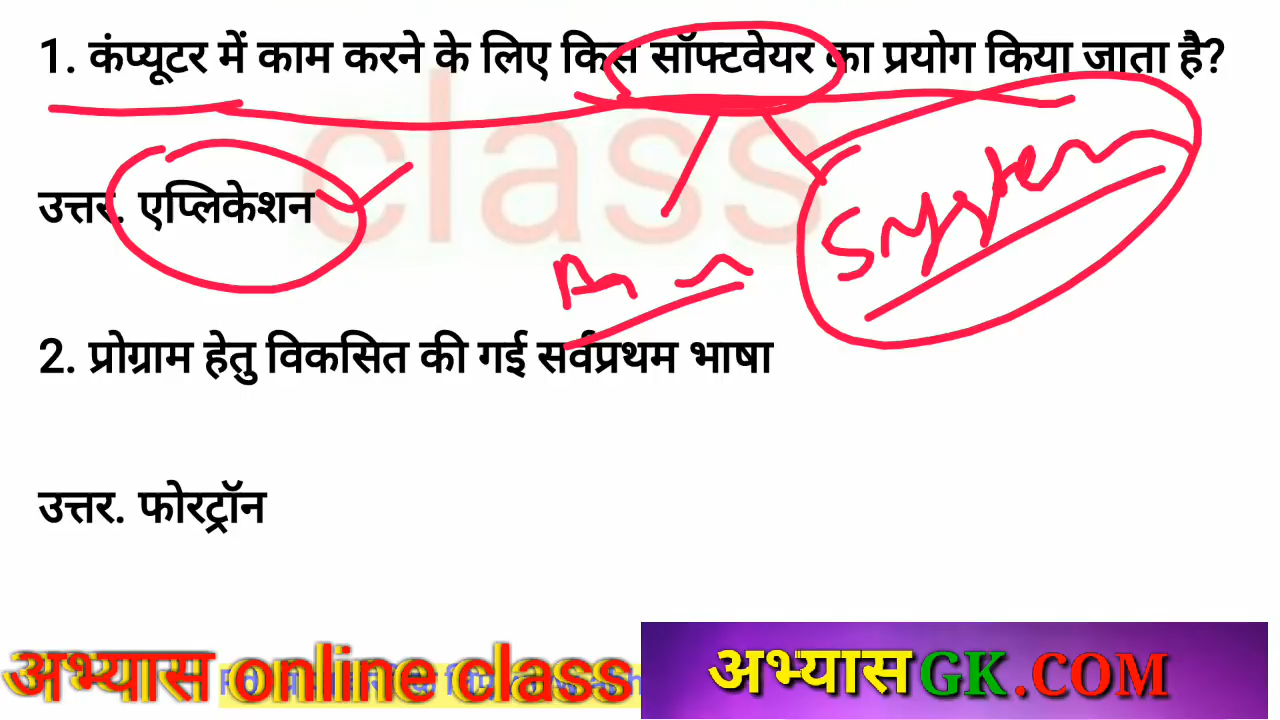 1. कंप्यूटर में काम करने के लिए किस सॉफ्टवेयर का प्रयोग किया जाता है?
class
उत्तर. एप्लिकेशन
System
2. प्रोग्राम हेतु विकसित की गई सर्वप्रथम भाषा
उत्तर. फोरट्रॉन
अभ्यास online class
अभ्यास GK.COM